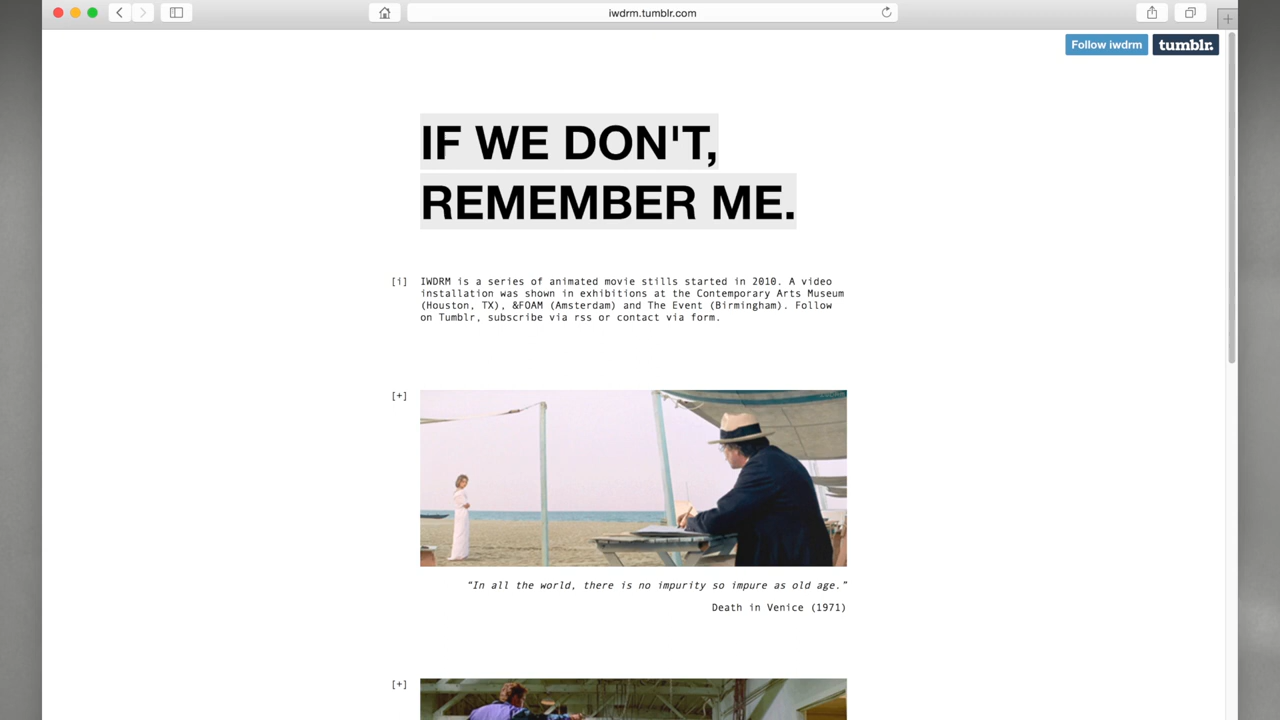 iwdrm.tumblr.com
Follow iwdrm
tumblr.
IF WE DON'T,
REMEMBER ME.
[i] IWDRM is a series of animated movie stills started in 2010. A video
installation was shown in exhibitions at the Contemporary Arts Museum
(Houston, TX), &FOAM (Amsterdam) and The Event (Birmingham). Follow
on Tumblr, subscribe via rss or contact via form.
[+]
“In all the world, there is no impurity so impure as old age.”
Death in Venice (1971)
[+]